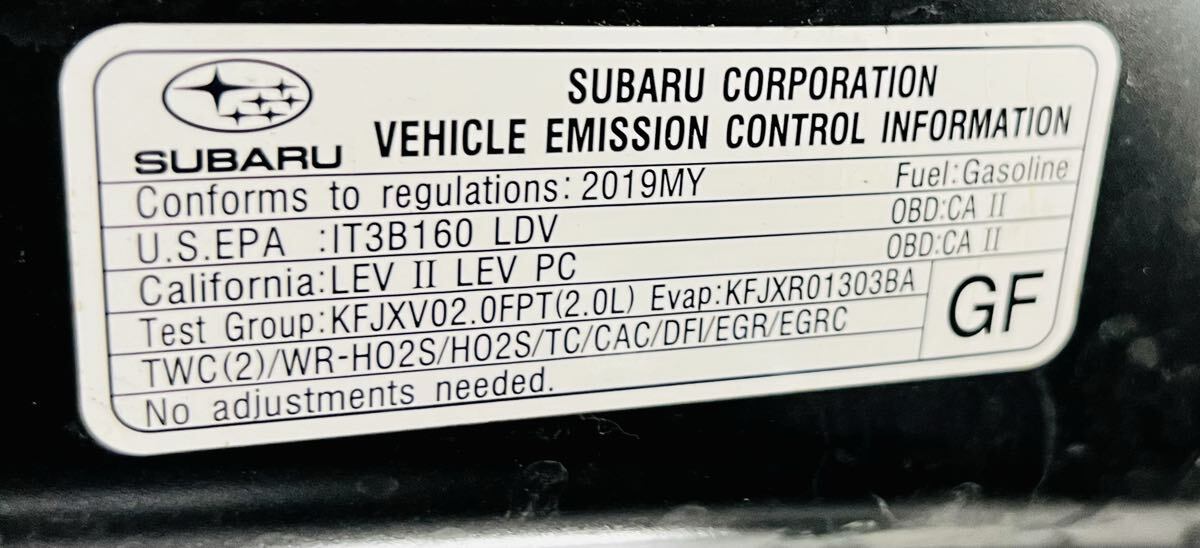 SUBARU
SUBARU CORPORATION
VEHICLE EMISSION CONTROL INFORMATION
Conforms to regulations: 2019MY Fuel:Gasoline
U.S.EPA :IT3B160 LDV OBD:CA II
California:LEV II LEV PC OBD:CA II
Test Group:KFJXV02.0FPT(2.0L) Evap:KFJXR01303BA
TWC(2)/WR-HO2S/HO2S/TC/CAC/DFI/EGR/EGRC
No adjustments needed.
GF